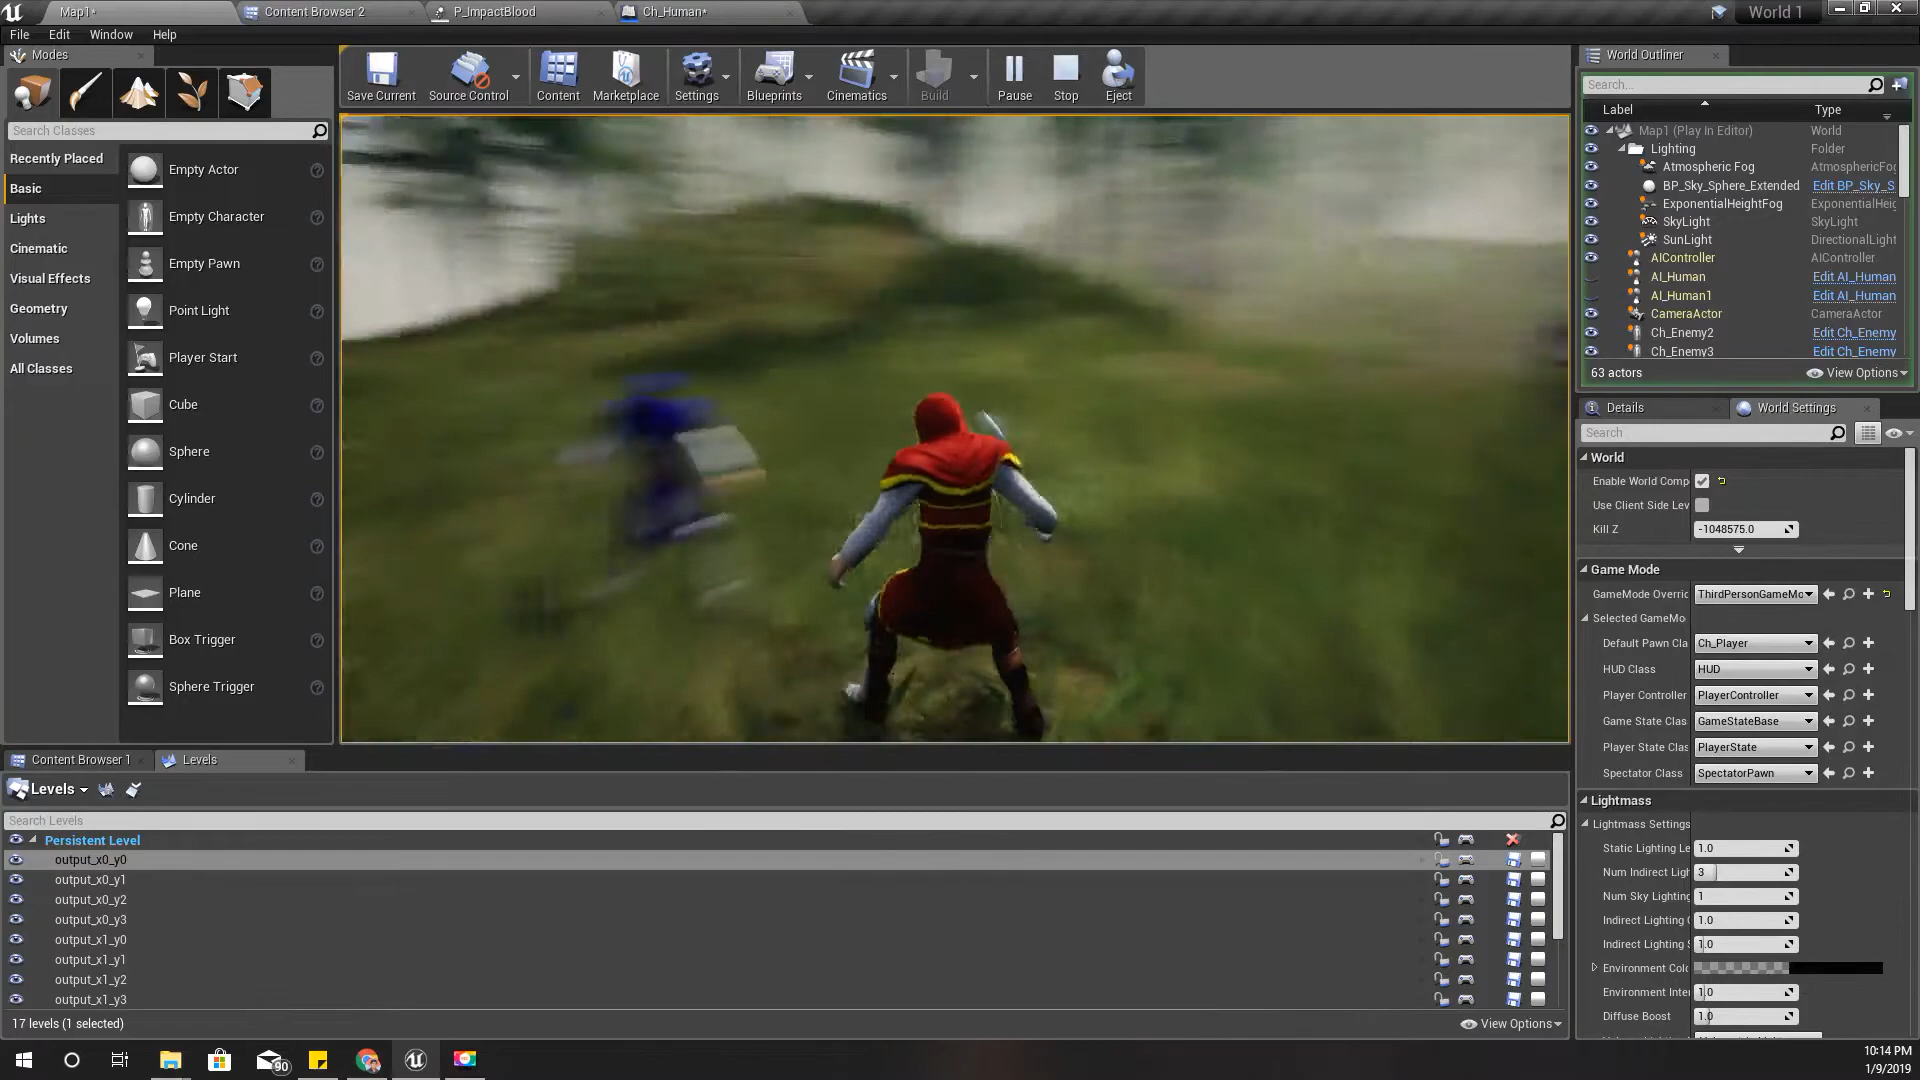 Map1*
Content Browser 2
P_ImpactBlood
Ch_Human*
World 1
File
Edit
Window
Help
Modes
Save Current
Source Control
Content
Marketplace
Settings
Blueprints
Cinematics
Build
Pause
Stop
Eject
Search Classes
Recently Placed
Basic
Lights
Cinematic
Visual Effects
Geometry
Volumes
All Classes
Empty Actor
Empty Character
Empty Pawn
Point Light
Player Start
Cube
Sphere
Cylinder
Cone
Plane
Box Trigger
Sphere Trigger
World Outliner
Search...
Label Type
Map1 (Play In Editor) World
Lighting Folder
Atmospheric Fog AtmosphericFog
BP_Sky_Sphere_Extended Edit BP_Sky_S
ExponentialHeightFog ExponentialHeig
SkyLight SkyLight
SunLight DirectionalLight
AIController AIController
AI_Human Edit AI_Human
AI_Human1 Edit AI_Human
CameraActor CameraActor
Ch_Enemy2 Edit Ch_Enemy
Ch_Enemy3 Edit Ch_Enemy
63 actors
View Options
Details
World Settings
Search
World
Enable World Comp
Use Client Side Lev
Kill Z -1048575.0
Game Mode
GameMode Overric ThirdPersonGameMc
Selected GameMo
Default Pawn Cla Ch_Player
HUD Class HUD
Player Controller PlayerController
Game State Clas GameStateBase
Player State Clas PlayerState
Spectator Class SpectatorPawn
Lightmass
Lightmass Settings
Static Lighting Le 1.0
Num Indirect Ligh 3
Num Sky Lighting 1
Indirect Lighting Q 1.0
Indirect Lighting S 1.0
Environment Colo
Environment Inter 1.0
Diffuse Boost 1.0
Content Browser 1
Levels
Levels
Search Levels
Persistent Level
output_x0_y0
output_x0_y1
output_x0_y2
output_x0_y3
output_x1_y0
output_x1_y1
output_x1_y2
output_x1_y3
17 levels (1 selected)
View Options
90
10:14 PM
1/9/2019